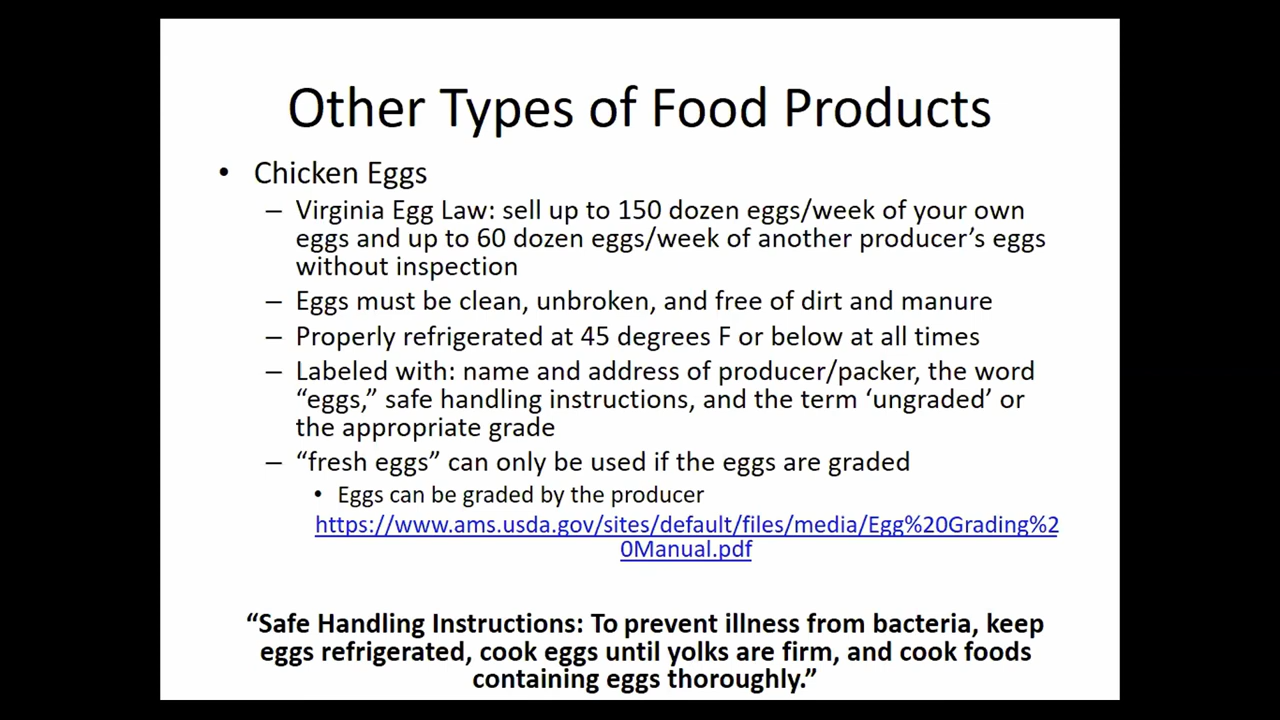 Other Types of Food Products
• Chicken Eggs
– Virginia Egg Law: sell up to 150 dozen eggs/week of your own
eggs and up to 60 dozen eggs/week of another producer’s eggs
without inspection
– Eggs must be clean, unbroken, and free of dirt and manure
– Properly refrigerated at 45 degrees F or below at all times
– Labeled with: name and address of producer/packer, the word
“eggs,” safe handling instructions, and the term ‘ungraded’ or
the appropriate grade
– “fresh eggs” can only be used if the eggs are graded
• Eggs can be graded by the producer
https://www.ams.usda.gov/sites/default/files/media/Egg%20Grading%2
0Manual.pdf
“Safe Handling Instructions: To prevent illness from bacteria, keep
eggs refrigerated, cook eggs until yolks are firm, and cook foods
containing eggs thoroughly.”